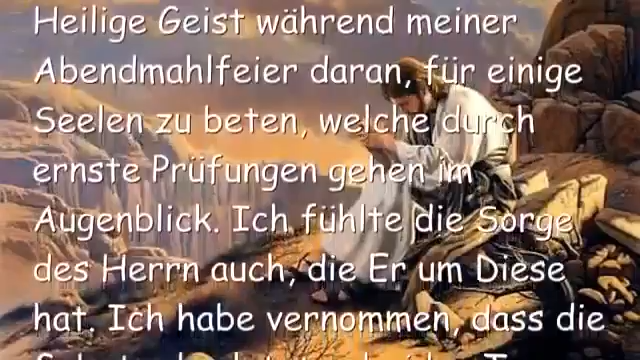 Heilige Geist während meiner
Abendmahlfeier daran, für einige
Seelen zu beten, welche durch
ernste Prüfungen gehen im
Augenblick. Ich fühlte die Sorge
des Herrn auch, die Er um Diese
hat. Ich habe vernommen, dass die